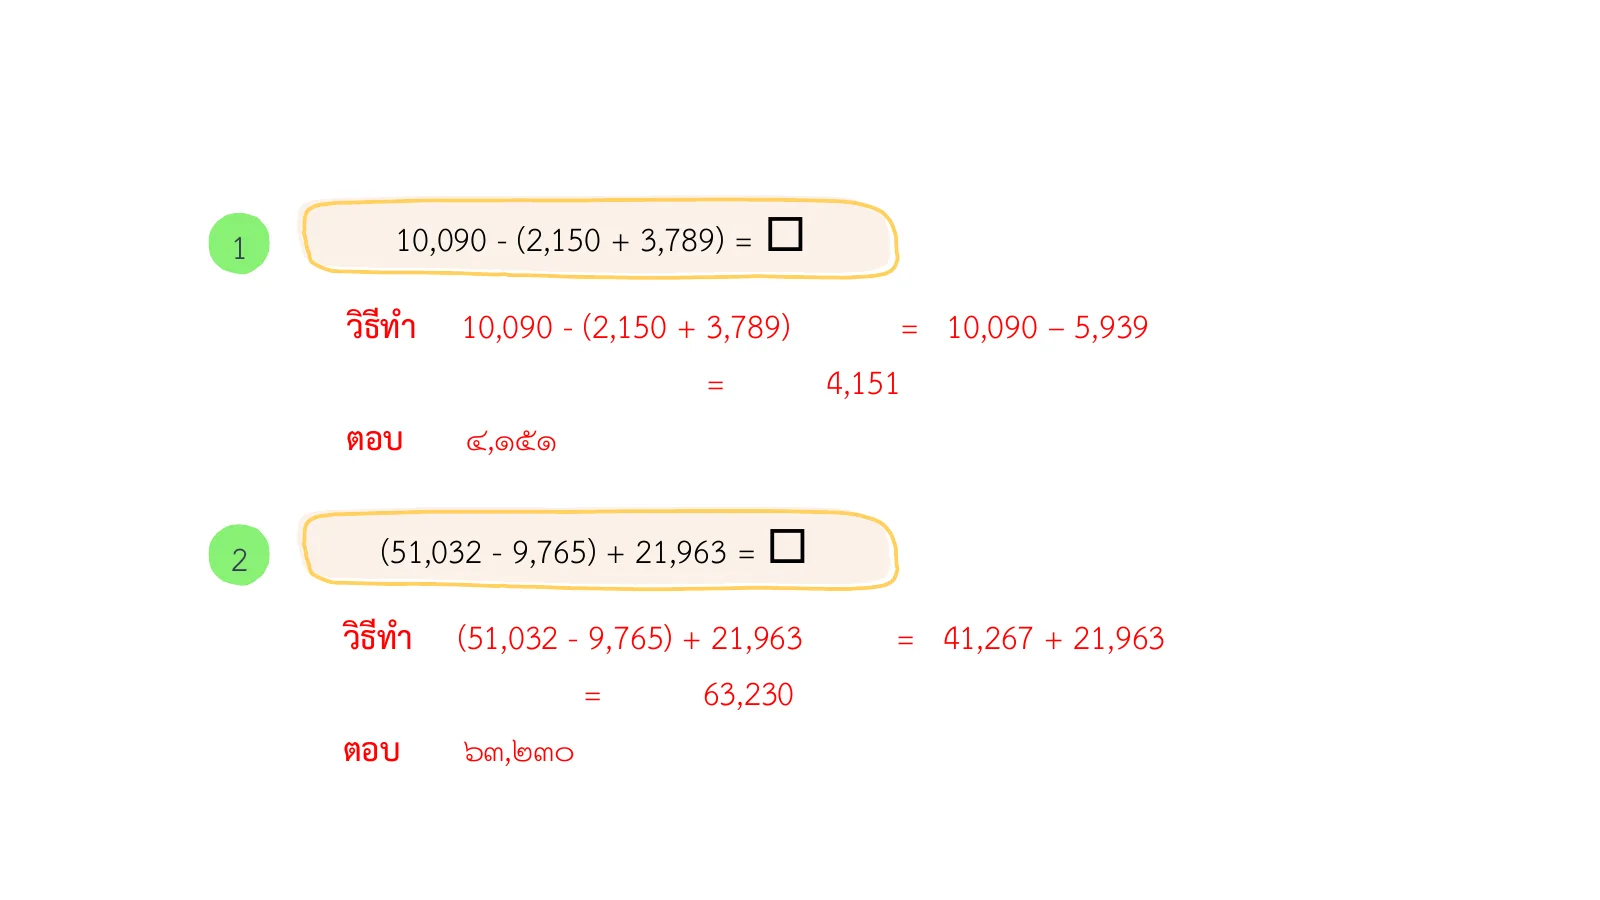 1
10,090 - (2,150 + 3,789) = □
วิธีทำ 10,090 - (2,150 + 3,789) = 10,090 – 5,939
= 4,151
ตอบ ๔,๑๕๑
2
(51,032 - 9,765) + 21,963 = □
วิธีทำ (51,032 - 9,765) + 21,963 = 41,267 + 21,963
= 63,230
ตอบ ๖๓,๒๓๐